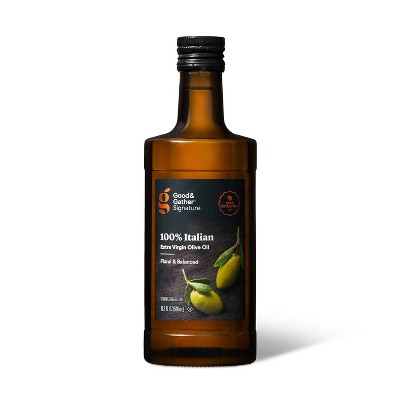 g
Good&
Gather
Signature
100% Italian
Extra Virgin Olive Oil
Floral & Balanced